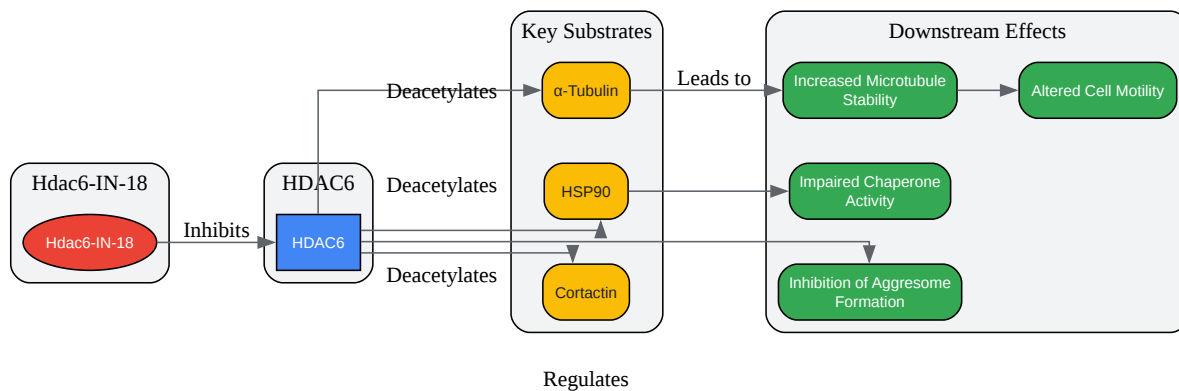 Key Substrates
Downstream Effects
Deacetylates
α-Tubulin
Leads to
Increased Microtubule
Stability
Altered Cell Motility
Hdac6-IN-18
HDAC6
Deacetylates
HSP90
Impaired Chaperone
Activity
Hdac6-IN-18
Inhibits
HDAC6
Deacetylates
Cortactin
Inhibition of Aggresome
Formation
Regulates